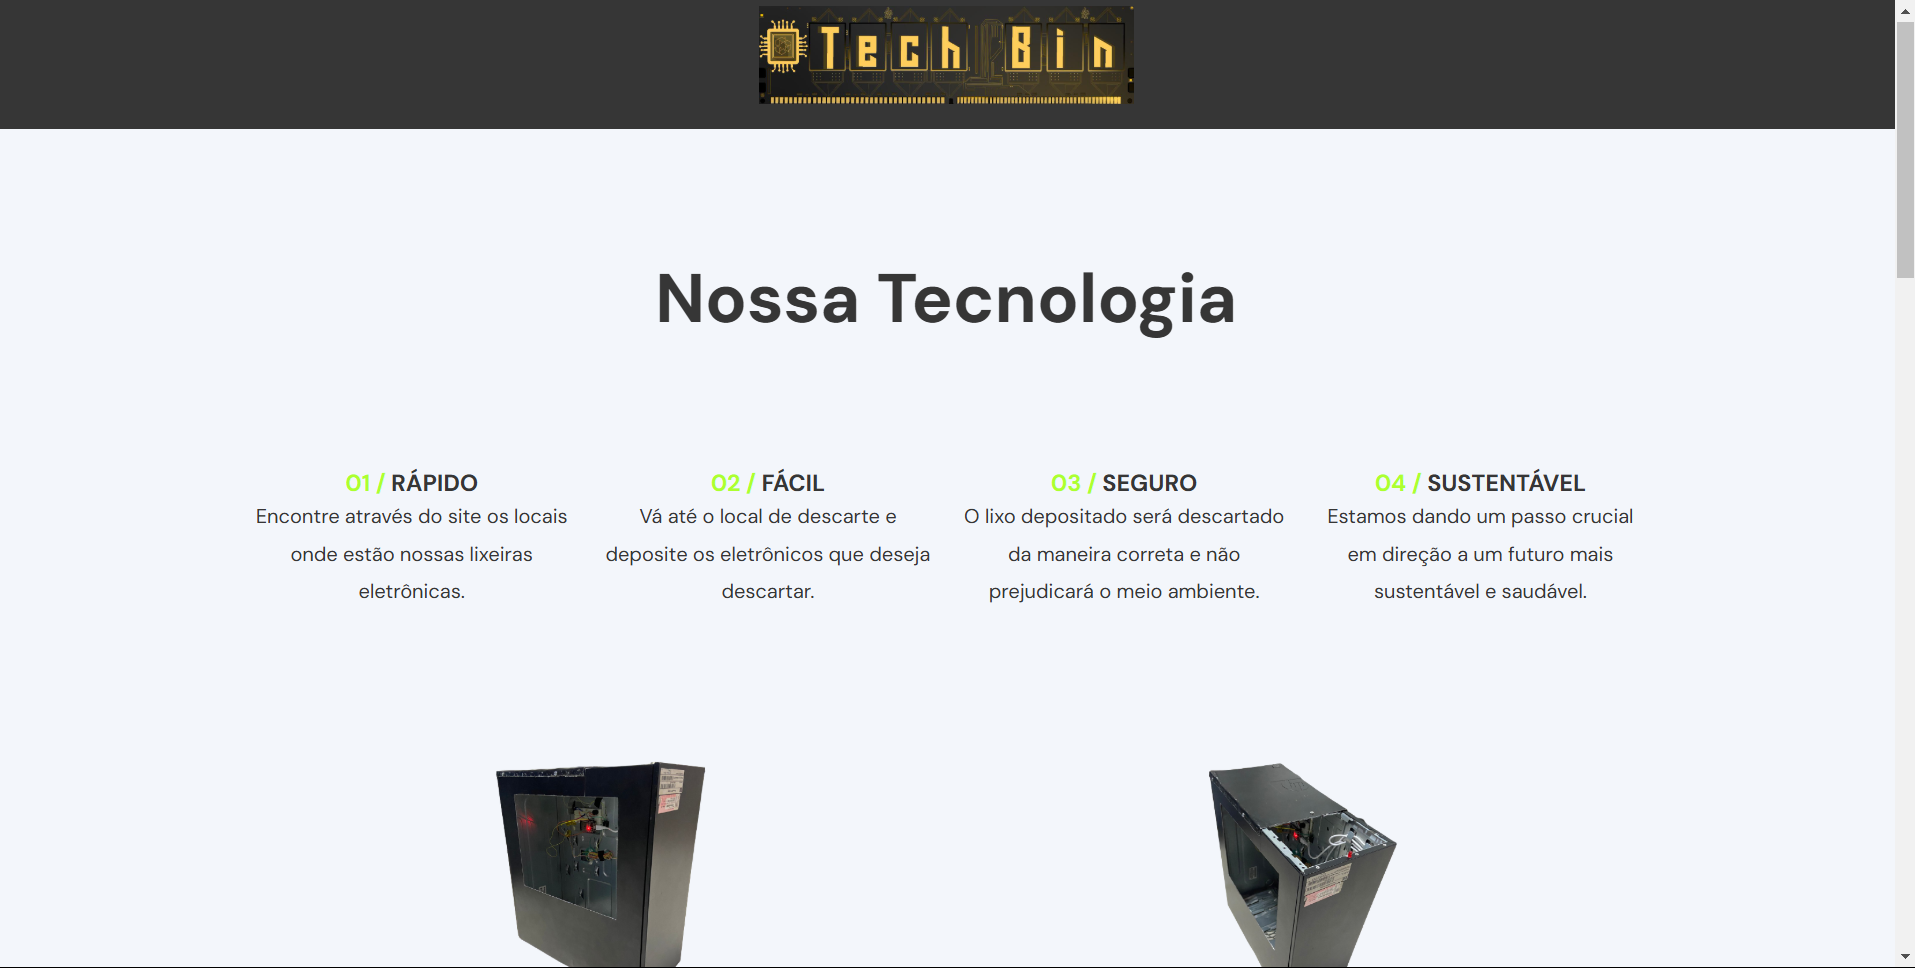 Tech Bin
Nossa Tecnologia
01 / RÁPIDO
Encontre através do site os locais
onde estão nossas lixeiras
eletrônicas.
02 / FÁCIL
Vá até o local de descarte e
deposite os eletrônicos que deseja
descartar.
03 / SEGURO
O lixo depositado será descartado
da maneira correta e não
prejudicará o meio ambiente.
04 / SUSTENTÁVEL
Estamos dando um passo crucial
em direção a um futuro mais
sustentável e saudável.